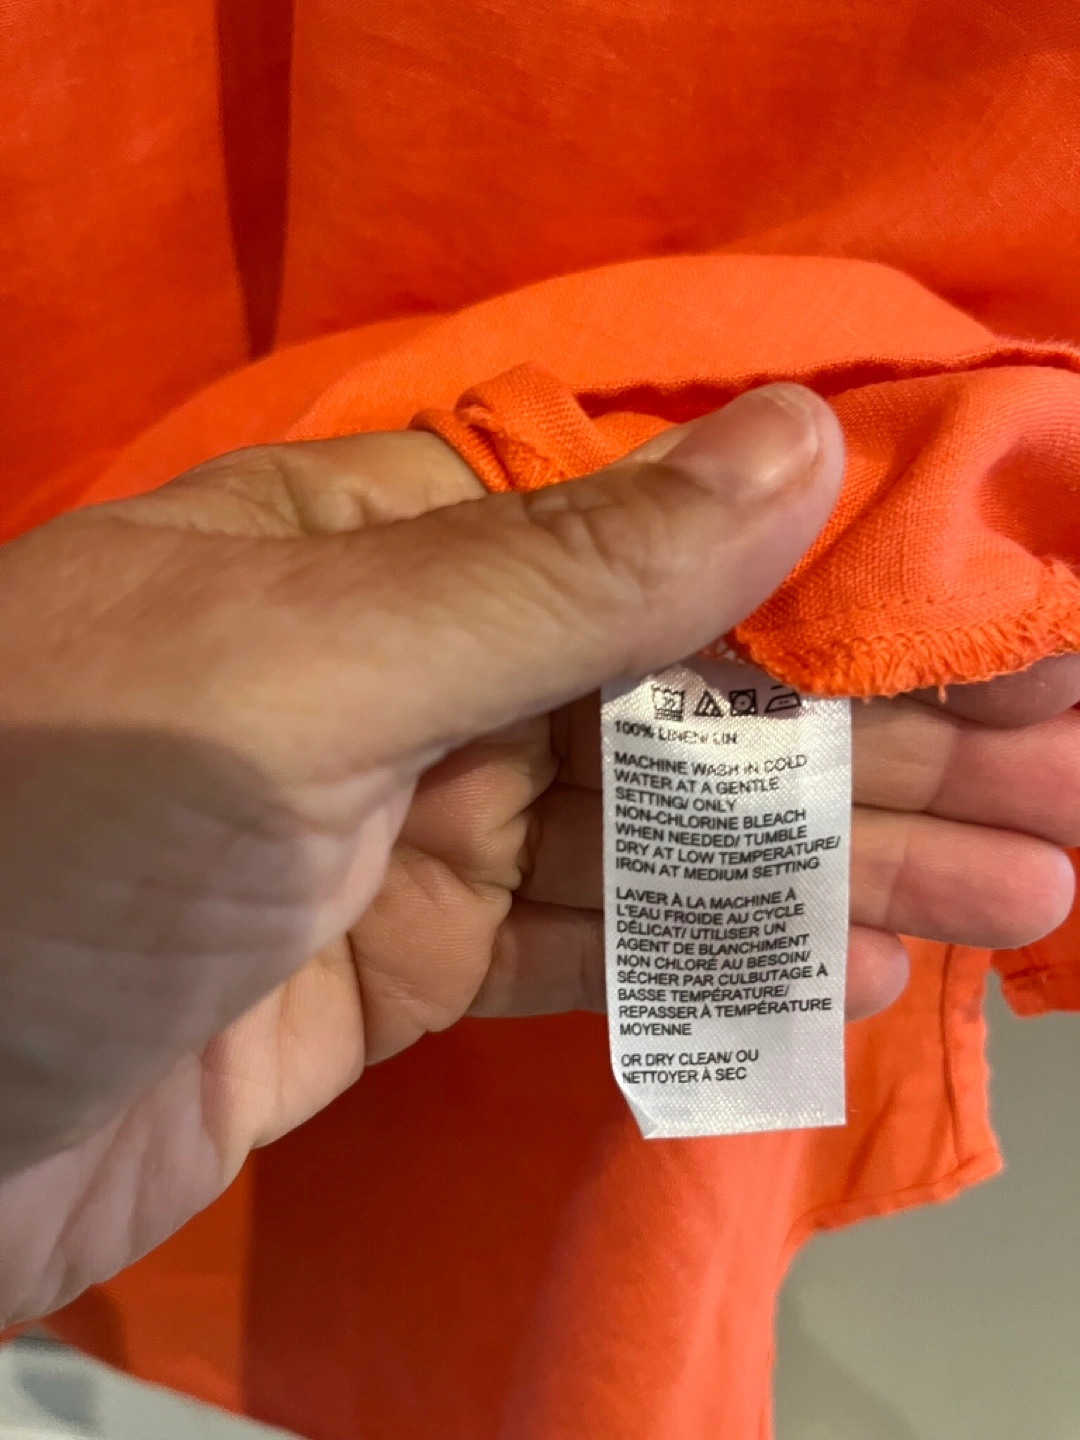 100% LINEN/ LIN
MACHINE WASH IN COLD
WATER AT A GENTLE
SETTING/ ONLY
NON-CHLORINE BLEACH
WHEN NEEDED/ TUMBLE
DRY AT LOW TEMPERATURE/
IRON AT MEDIUM SETTING
LAVER À LA MACHINE À
L'EAU FROIDE AU CYCLE
DÉLICAT/ UTILISER UN
AGENT DE BLANCHIMENT
NON CHLORÉ AU BESOIN/
SÉCHER PAR CULBUTAGE À
BASSE TEMPÉRATURE/
REPASSER À TEMPÉRATURE
MOYENNE
OR DRY CLEAN/ OU
NETTOYER À SEC